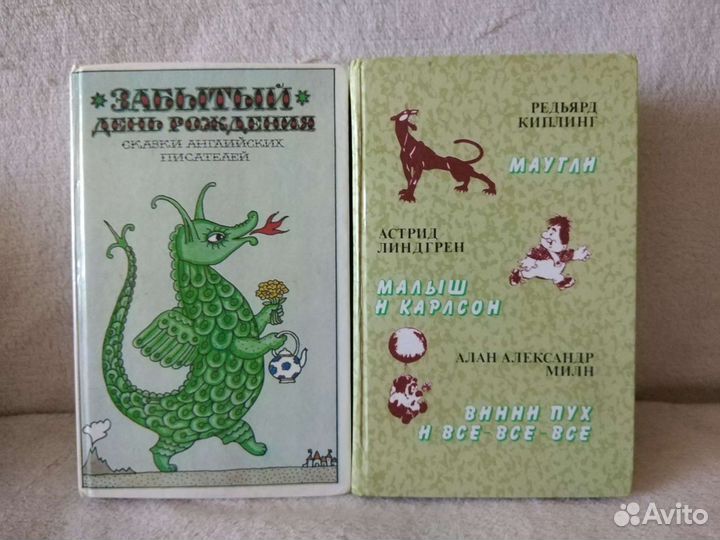 ЗАБЫТЫЙ
ДЕНЬ РОЖДЕНИЯ
СКАЗКИ АНГЛИЙСКИХ
ПИСАТЕЛЕЙ
РЕДЬЯРД
КИПЛИНГ
МАУГЛИ
АСТРИД
ЛИНДГРЕН
МАЛЫШ
И КАРЛСОН
АЛАН АЛЕКСАНДР
МИЛН
ВИННИ ПУХ
И ВСЕ-ВСЕ-ВСЕ
Avito